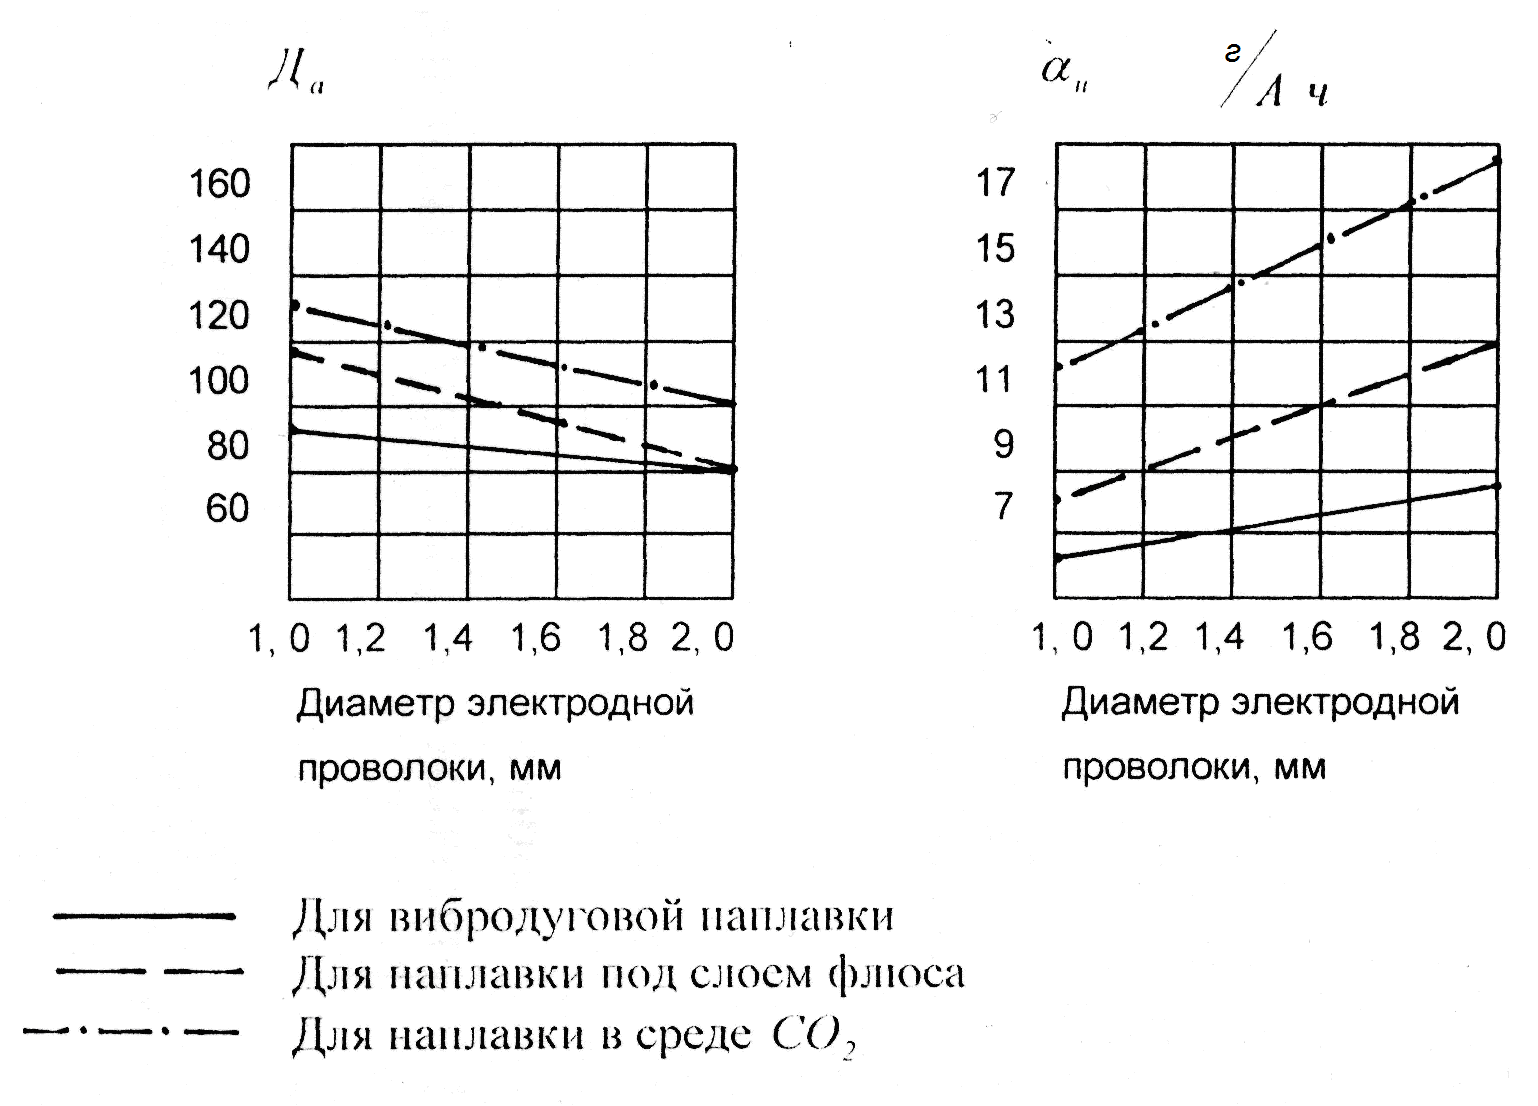 Да
160
140
120
100
80
60
1,0 1,2 1,4 1,6 1,8 2,0
Диаметр электродной
проволоки, мм
αн г/А ч
17
15
13
11
9
7
1,0 1,2 1,4 1,6 1,8 2,0
Диаметр электродной
проволоки, мм
Для вибродуговой наплавки
Для наплавки под слоем флюса
Для наплавки в среде CO2